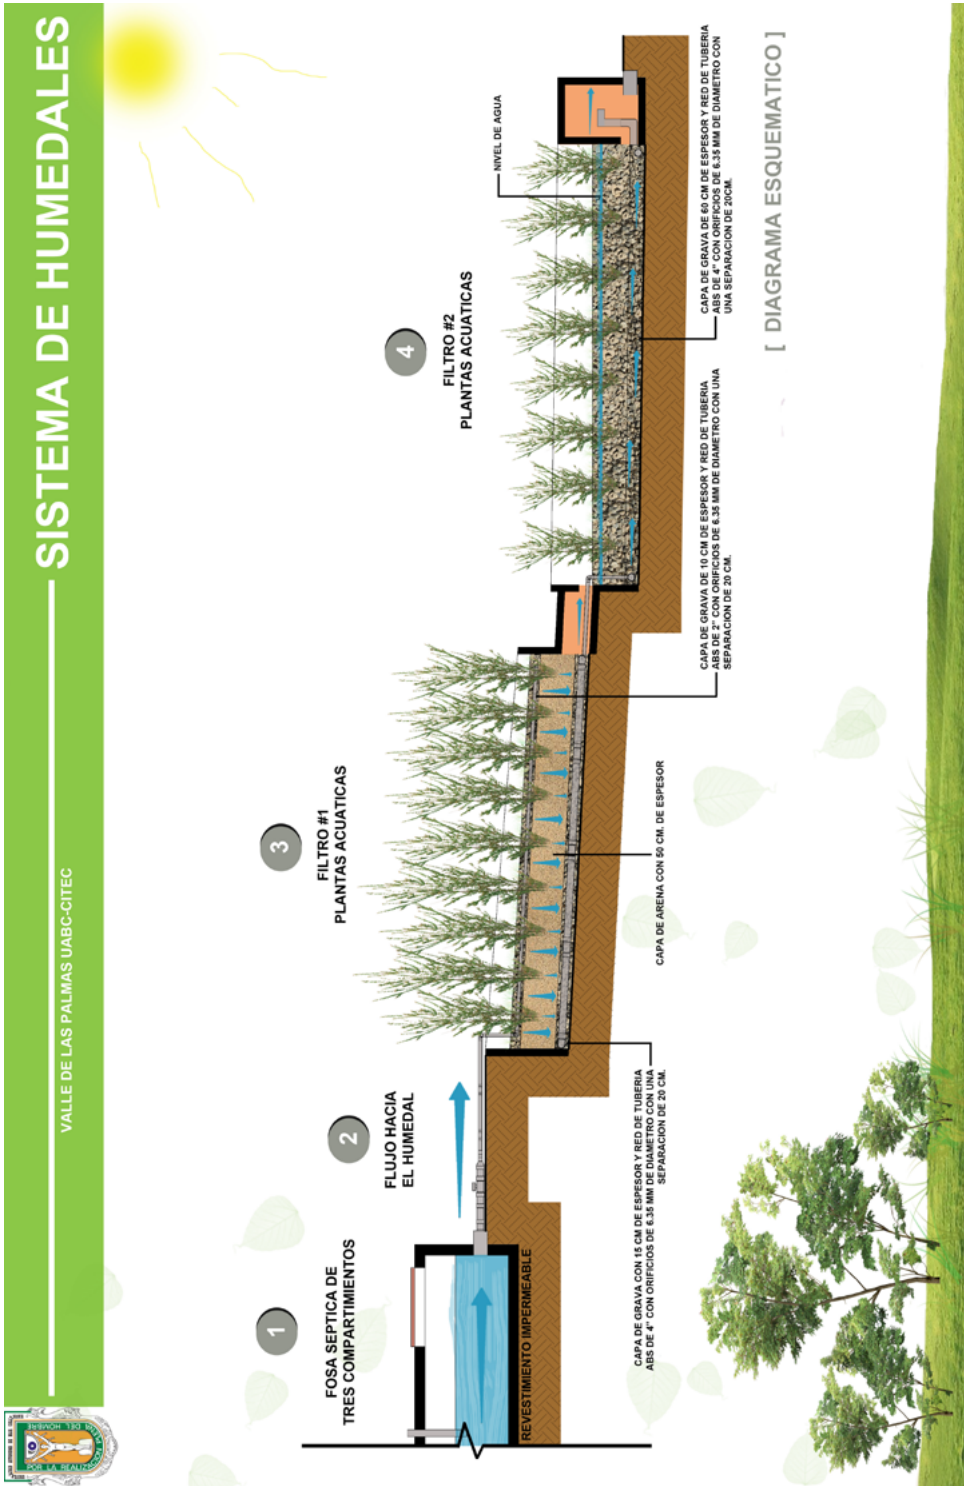 SISTEMA DE HUMEDALES
VALLE DE LAS PALMAS UABC-CITEC
POR LA REALIZACION
DEL HOMBRE
1
FOSA SEPTICA DE
TRES COMPARTIMIENTOS
REVESTIMIENTO IMPERMEABLE
2
FLUJO HACIA
EL HUMEDAL
3
FILTRO #1
PLANTAS ACUATICAS
4
FILTRO #2
PLANTAS ACUATICAS
NIVEL DE AGUA
CAPA DE GRAVA CON 15 CM DE ESPESOR Y RED DE TUBERIA
ABS DE 4" CON ORIFICIOS DE 6.35 MM DE DIAMETRO CON UNA
SEPARACION DE 20 CM.
CAPA DE ARENA CON 50 CM. DE ESPESOR
CAPA DE GRAVA DE 10 CM DE ESPESOR Y RED DE TUBERIA
ABS DE 2" CON ORIFICIOS DE 6.35 MM DE DIAMETRO CON UNA
SEPARACION DE 20 CM.
CAPA DE GRAVA DE 60 CM DE ESPESOR Y RED DE TUBERIA
ABS DE 4" CON ORIFICIOS DE 6.35 MM DE DIAMETRO CON
UNA SEPARACION DE 20CM.
[ DIAGRAMA ESQUEMATICO ]